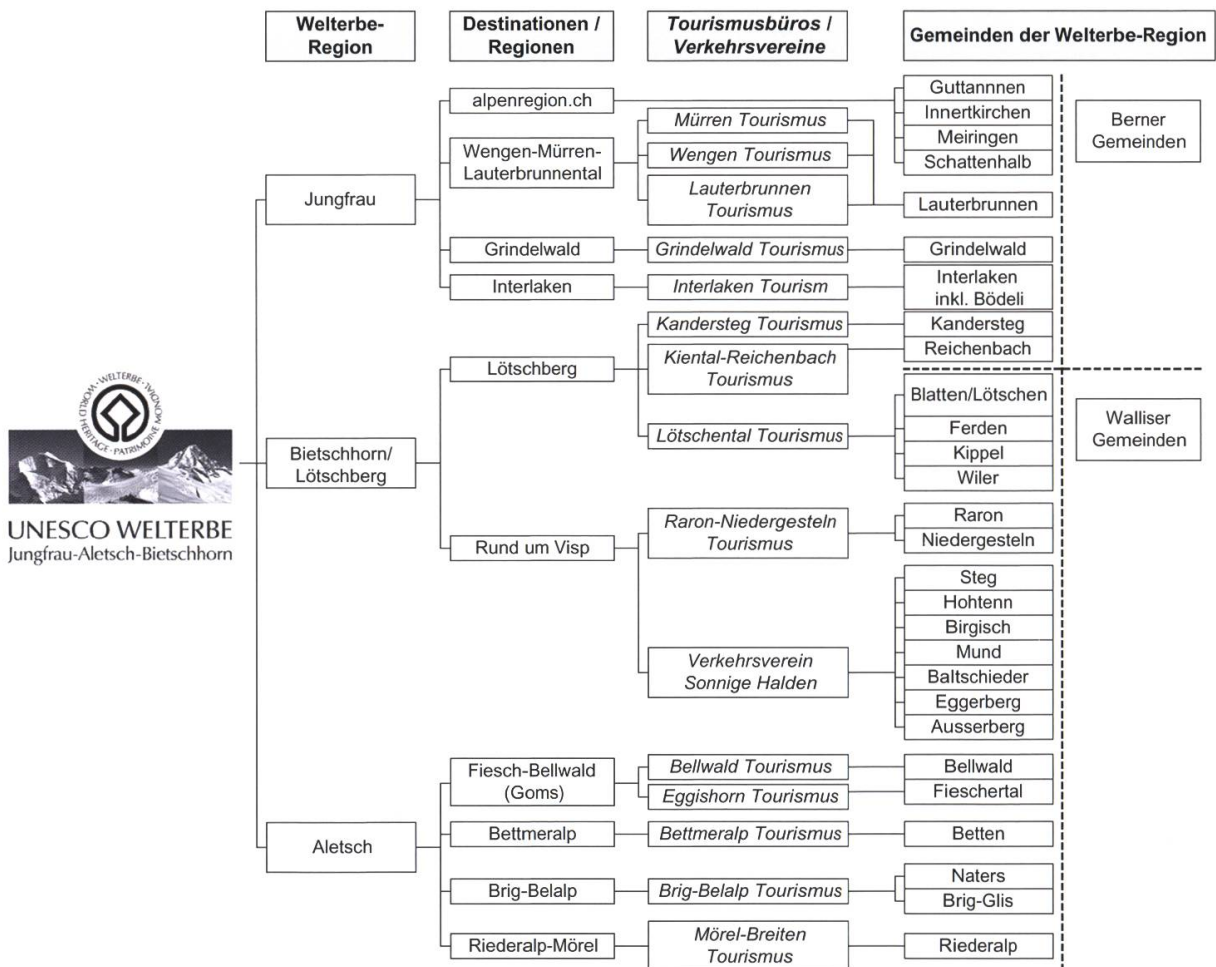 Welterbe-
Region
Destinationen /
Regionen
Tourismusbüros /
Verkehrsvereine
Gemeinden der Welterbe-Region
alpenregion.ch
Guttannnen
Innertkirchen
Meiringen
Schattenhalb
Berner
Gemeinden
Jungfrau
Wengen-Mürren-
Lauterbrunnental
Mürren Tourismus
Wengen Tourismus
Lauterbrunnen
Tourismus
Lauterbrunnen
Grindelwald
Grindelwald Tourismus
Grindelwald
Interlaken
Interlaken Tourism
Interlaken
inkl. Bödeli
Bietschhorn/
Lötschberg
Lötschberg
Kandersteg Tourismus
Kandersteg
Kiental-Reichenbach
Tourismus
Reichenbach
Lötschental Tourismus
Blatten/Lötschen
Ferden
Kippel
Wiler
Walliser
Gemeinden
WORLD HERITAGE · PATRIMOINE MONDIAL · WELTERBE ·
UNESCO WELTERBE
Jungfrau-Aletsch-Bietschhorn
Rund um Visp
Raron-Niedergesteln
Tourismus
Raron
Niedergesteln
Verkehrsverein
Sonnige Halden
Steg
Hohtenn
Birgisch
Mund
Baltschieder
Eggerberg
Ausserberg
Aletsch
Fiesch-Bellwald
(Goms)
Bellwald Tourismus
Bellwald
Eggishorn Tourismus
Fieschertal
Bettmeralp
Bettmeralp Tourismus
Betten
Brig-Belalp
Brig-Belalp Tourismus
Naters
Brig-Glis
Riederalp-Mörel
Mörel-Breiten
Tourismus
Riederalp